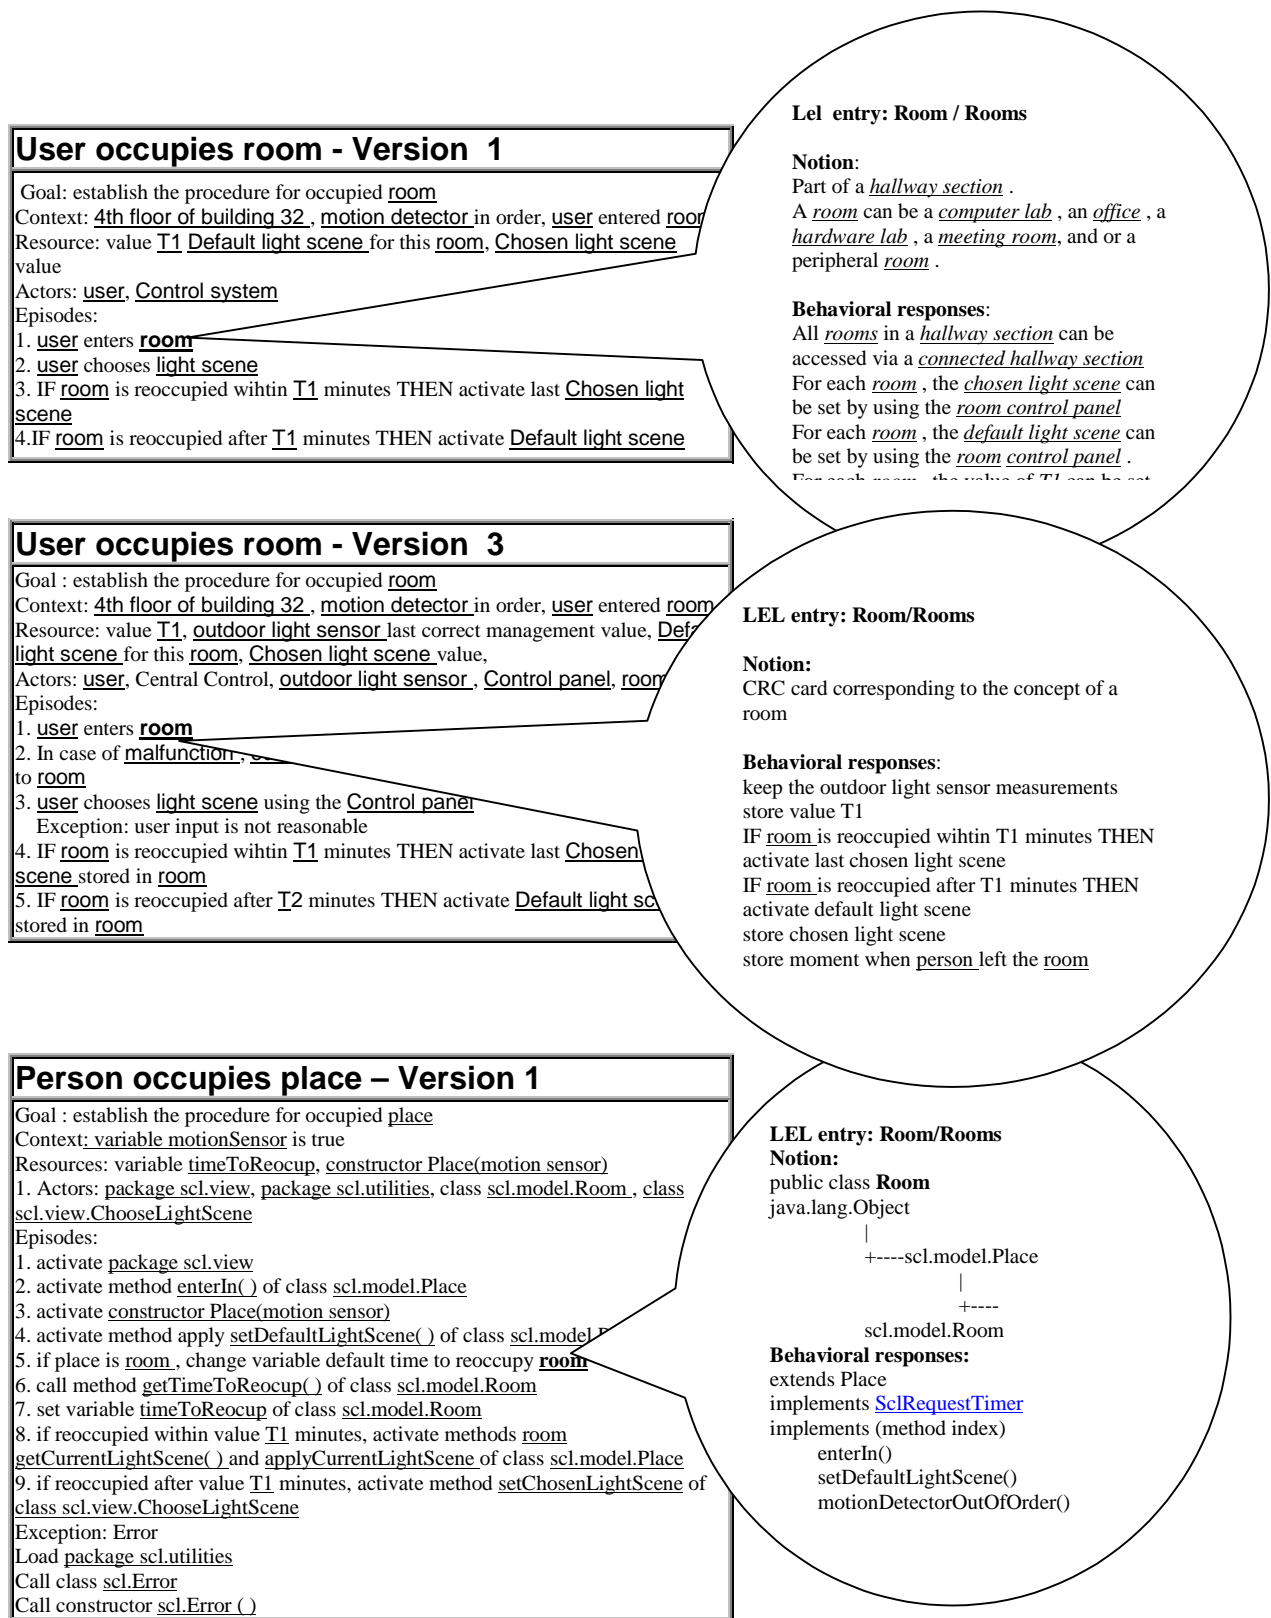 User occupies room - Version 1
Goal: establish the procedure for occupied room
Context: 4th floor of building 32 , motion detector in order, user entered room
Resource: value T1 Default light scene for this room, Chosen light scene
value
Actors: user, Control system
Episodes:
1. user enters room
2. user chooses light scene
3. IF room is reoccupied wihtin T1 minutes THEN activate last Chosen light
scene
4.IF room is reoccupied after T1 minutes THEN activate Default light scene
Lel entry: Room / Rooms
Notion:
Part of a hallway section .
A room can be a computer lab , an office , a
hardware lab , a meeting room, and or a
peripheral room .
Behavioral responses:
All rooms in a hallway section can be
accessed via a connected hallway section
For each room , the chosen light scene can
be set by using the room control panel
For each room , the default light scene can
be set by using the room control panel .
For each room , the value of T1 can be set
User occupies room - Version 3
Goal : establish the procedure for occupied room
Context: 4th floor of building 32 , motion detector in order, user entered room
Resource: value T1, outdoor light sensor last correct management value,
light scene for this room, Chosen light scene value,
Actors: user, Central Control, outdoor light sensor , Control panel, room
Episodes:
1. user enters room
2. In case of malfunction ,
to room
3. user chooses light scene using the Control panel
Exception: user input is not reasonable
4. IF room is reoccupied wihtin T1 minutes THEN activate last Chosen
scene stored in room
5. IF room is reoccupied after T2 minutes THEN activate Default light
stored in room
LEL entry: Room/Rooms
Notion:
CRC card corresponding to the concept of a
room
Behavioral responses:
keep the outdoor light sensor measurements
store value T1
IF room is reoccupied wihtin T1 minutes THEN
activate last chosen light scene
IF room is reoccupied after T1 minutes THEN
activate default light scene
store chosen light scene
store moment when person left the room
Person occupies place – Version 1
Goal : establish the procedure for occupied place
Context: variable motionSensor is true
Resources: variable timeToReocup, constructor Place(motion sensor)
1. Actors: package scl.view, package scl.utilities, class scl.model.Room , class
scl.view.ChooseLightScene
Episodes:
1. activate package scl.view
2. activate method enterIn( ) of class scl.model.Place
3. activate constructor Place(motion sensor)
4. activate method apply setDefaultLightScene( ) of class
5. if place is room , change variable default time to reoccupy room
6. call method getTimeToReocup( ) of class scl.model.Room
7. set variable timeToReocup of class scl.model.Room
8. if reoccupied within value T1 minutes, activate methods room
getCurrentLightScene( ) and applyCurrentLightScene of class scl.model.Place
9. if reoccupied after value T1 minutes, activate method setChosenLightScene of
class scl.view.ChooseLightScene
Exception: Error
Load package scl.utilities
Call class scl.Error
Call constructor scl.Error ( )
LEL entry: Room/Rooms
Notion:
public class Room
java.lang.Object
|
+----scl.model.Place
|
+----
scl.model.Room
Behavioral responses:
extends Place
implements SclRequestTimer
implements (method index)
enterIn()
setDefaultLightScene()
motionDetectorOutOfOrder()